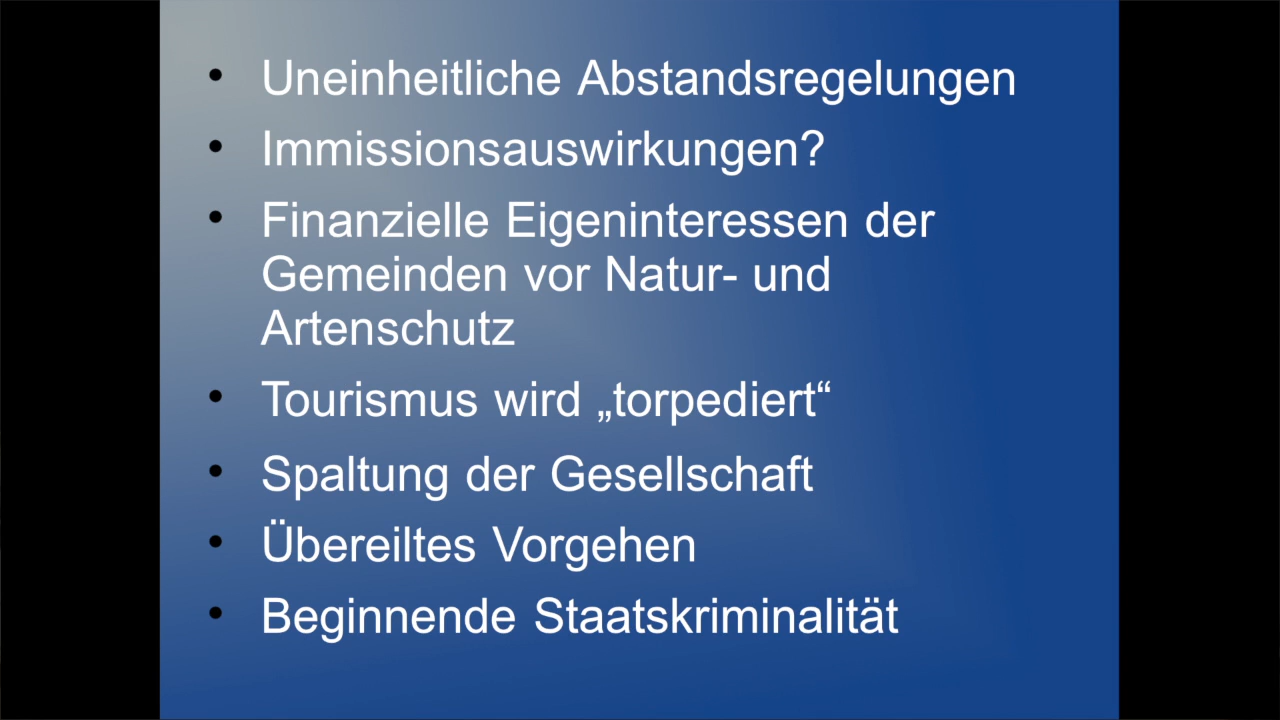 • Uneinheitliche Abstandsregelungen
• Immissionsauswirkungen?
• Finanzielle Eigeninteressen der
Gemeinden vor Natur- und
Artenschutz
• Tourismus wird „torpediert“
• Spaltung der Gesellschaft
• Übereiltes Vorgehen
• Beginnende Staatskriminalität